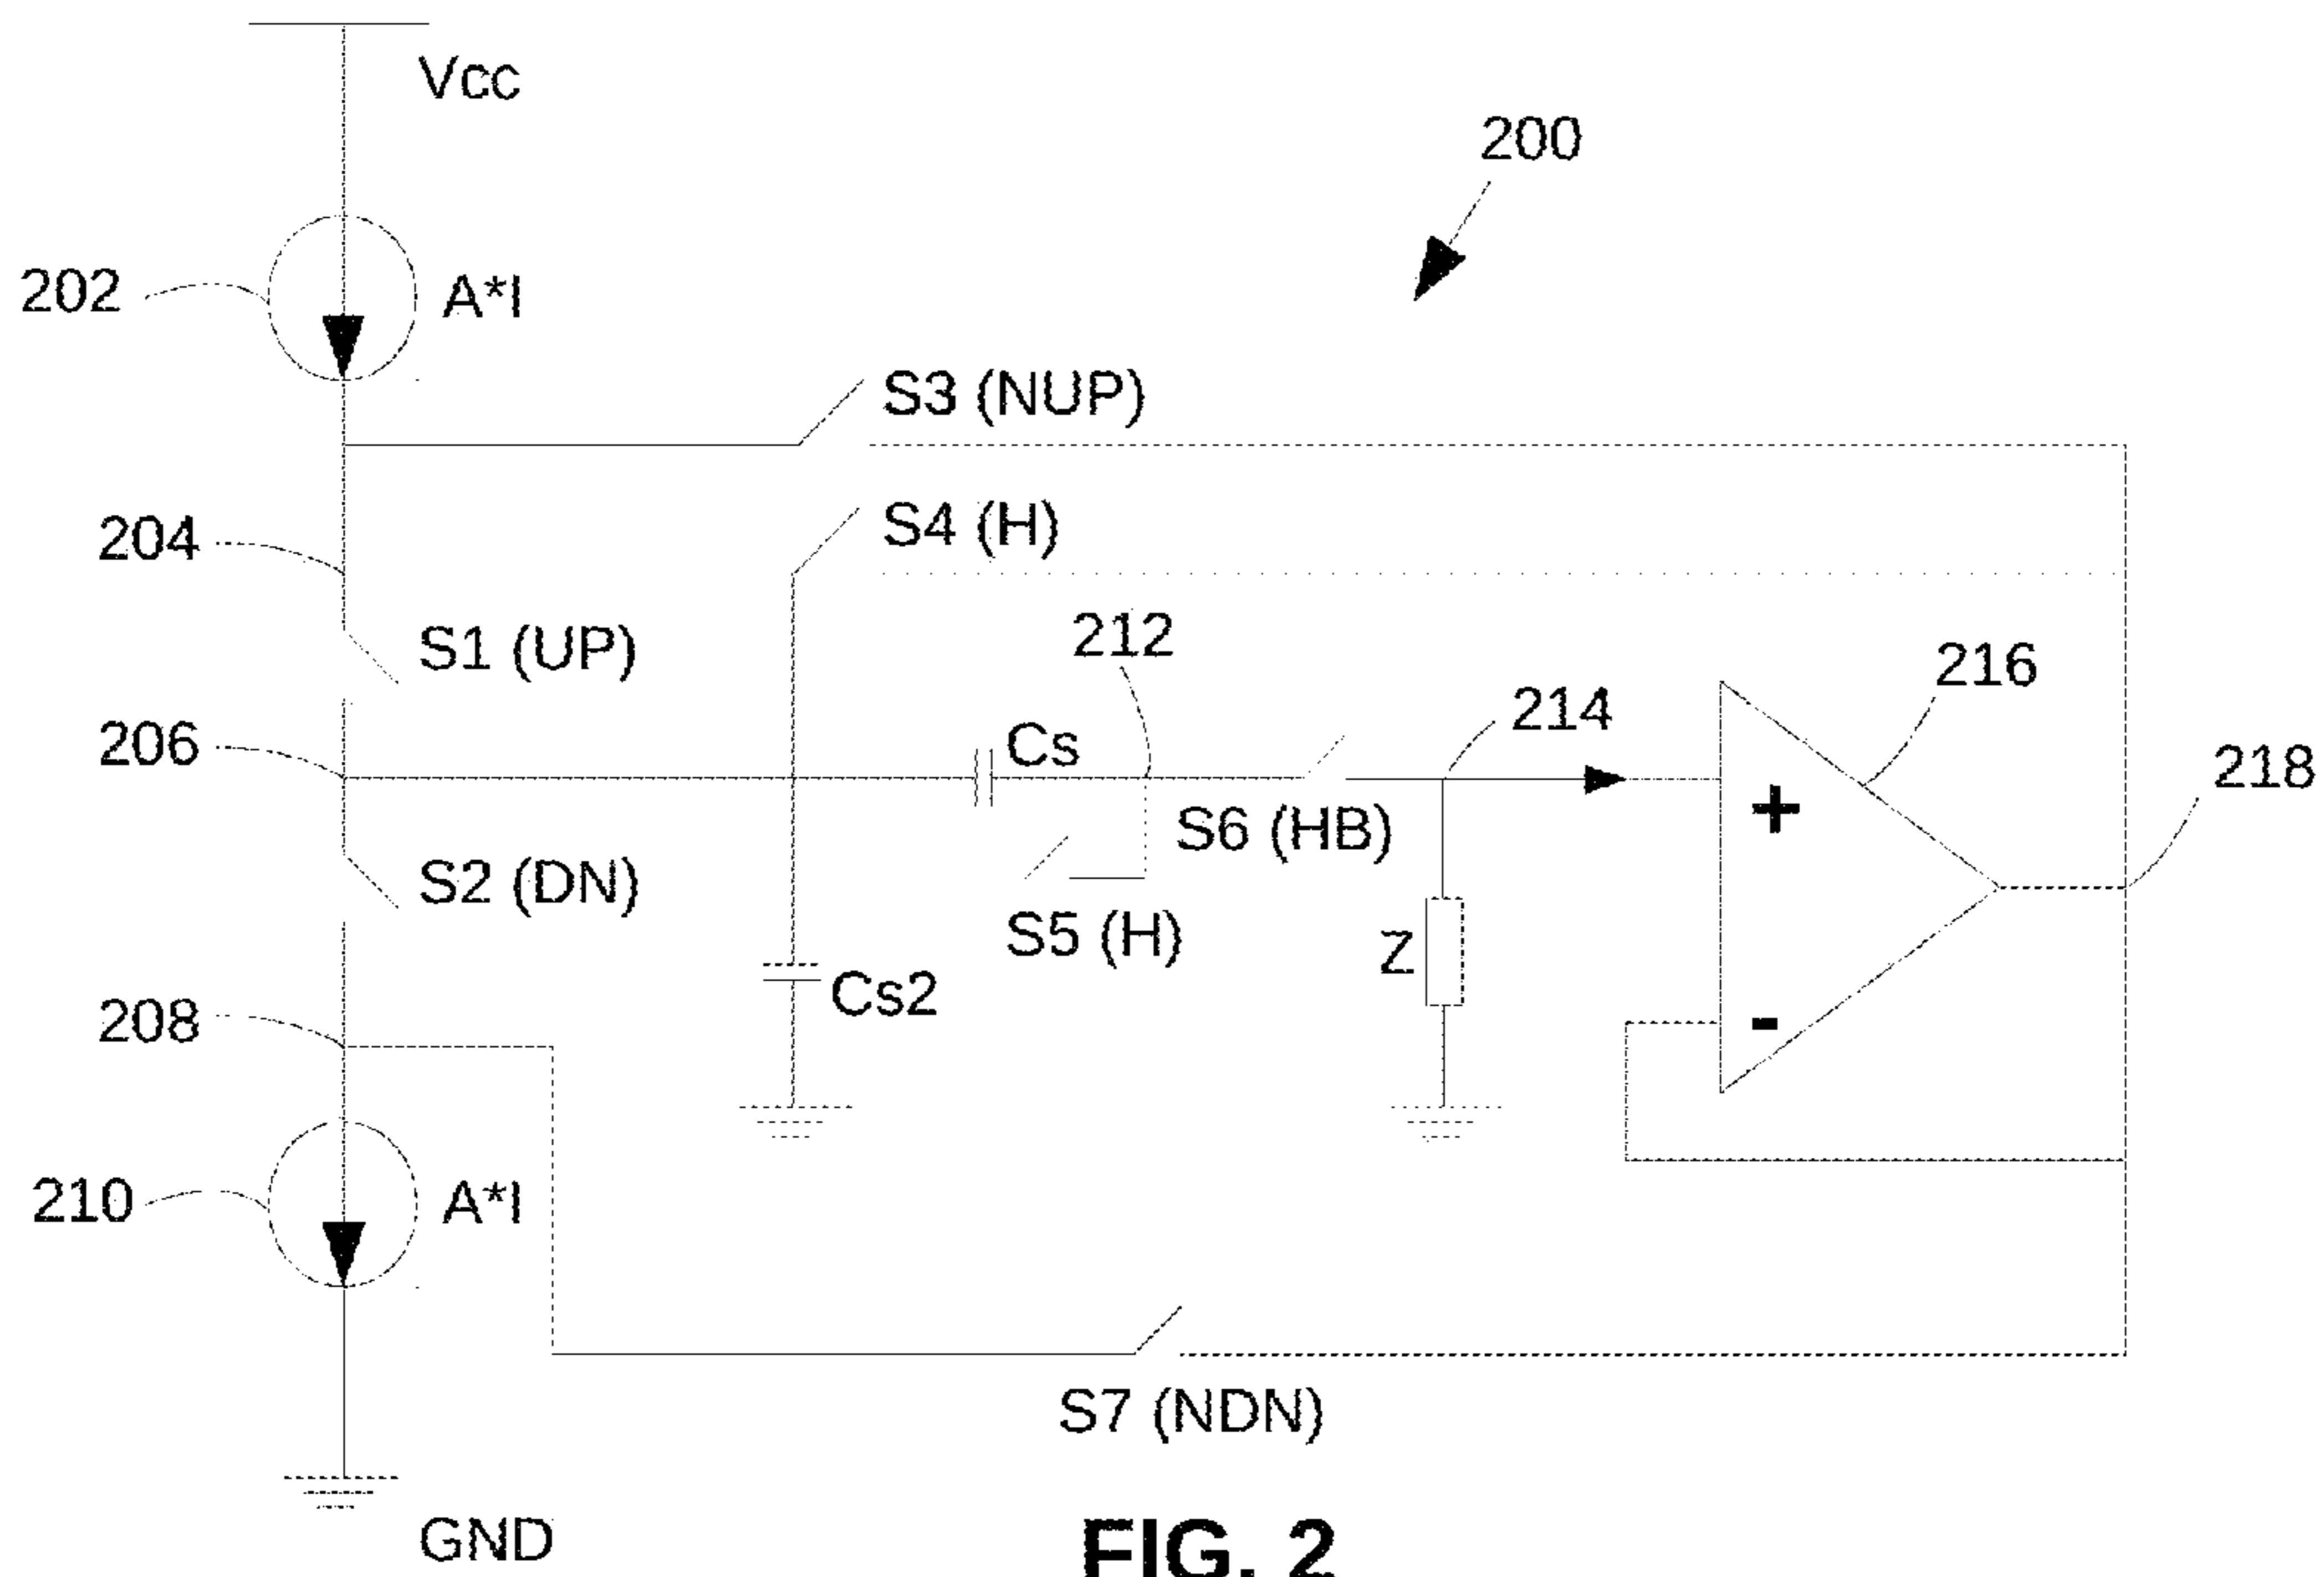 Vcc
200
202
A*I
S3 (NUP)
204
S4 (H)
212
S1 (UP)
216
214
206
Cs
218
S6 (HB)
+
S2 (DN)
S5 (H)
Z
208
Cs2
-
210
A*I
S7 (NDN)
GND
FIG. 2